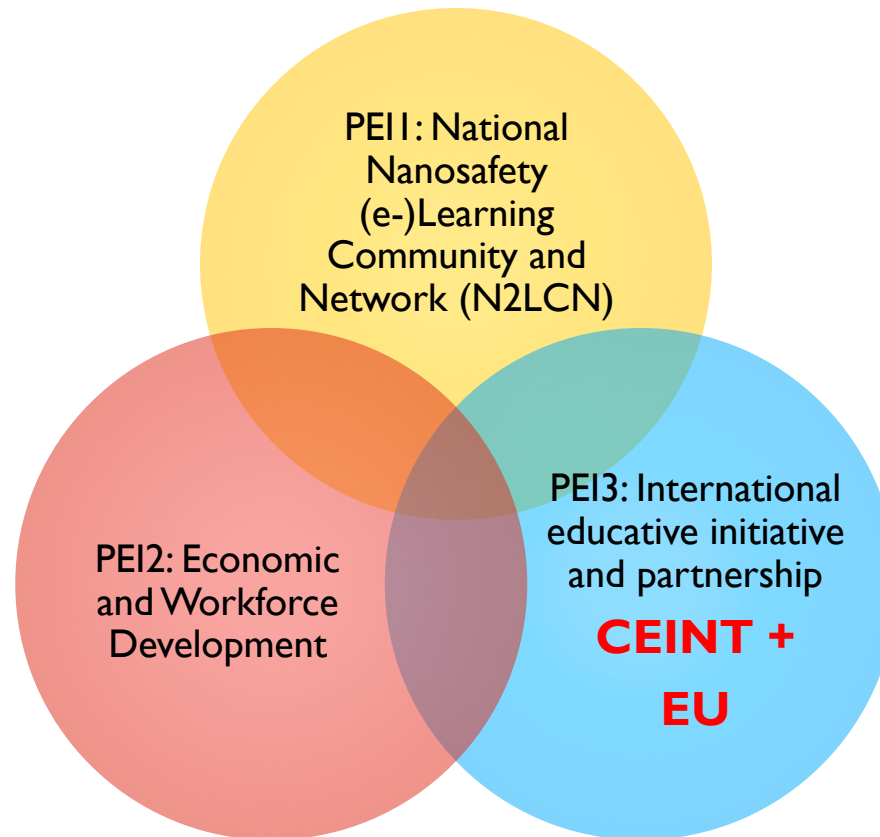 PEI1: National
Nanosafety
(e-)Learning
Community and
Network (N2LCN)
PEI2: Economic
and Workforce
Development
PEI3: International
educative initiative
and partnership
CEINT +
EU